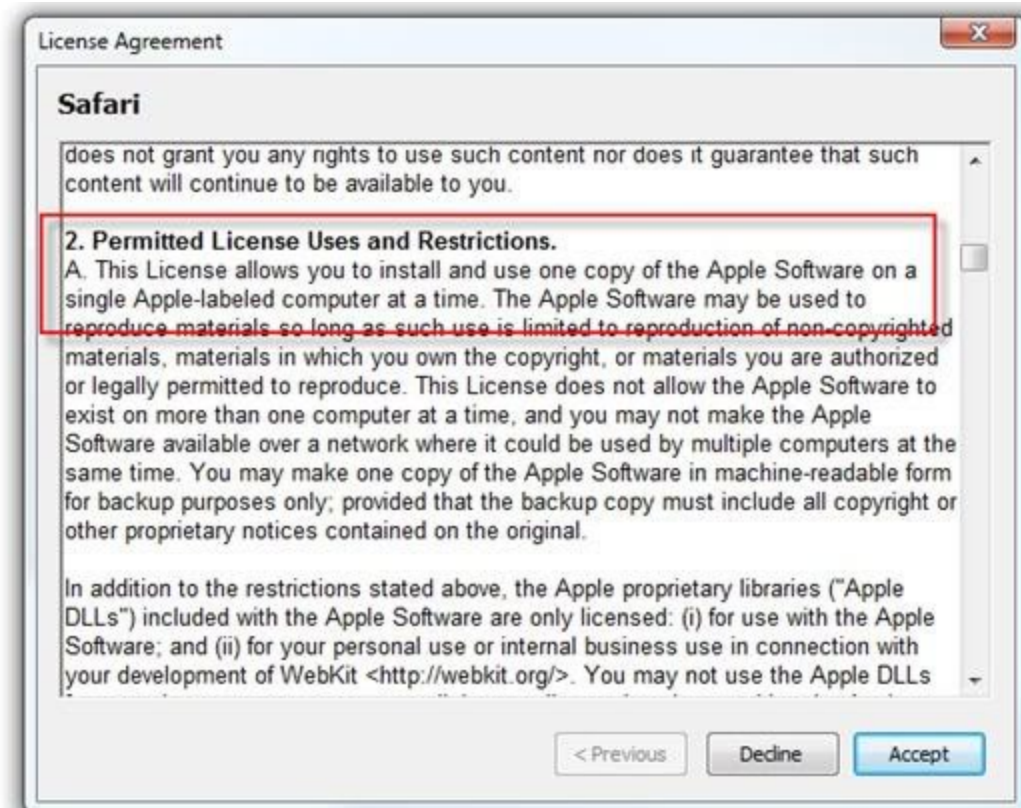 License Agreement
Safari
does not grant you any rights to use such content nor does it guarantee that such
content will continue to be available to you.
2. Permitted License Uses and Restrictions.
A. This License allows you to install and use one copy of the Apple Software on a
single Apple-labeled computer at a time. The Apple Software may be used to
reproduce materials so long as such use is limited to reproduction of non-copyrighted
materials, materials in which you own the copyright, or materials you are authorized
or legally permitted to reproduce. This License does not allow the Apple Software to
exist on more than one computer at a time, and you may not make the Apple
Software available over a network where it could be used by multiple computers at the
same time. You may make one copy of the Apple Software in machine-readable form
for backup purposes only; provided that the backup copy must include all copyright or
other proprietary notices contained on the original.
In addition to the restrictions stated above, the Apple proprietary libraries ("Apple
DLLs") included with the Apple Software are only licensed: (i) for use with the Apple
Software; and (ii) for your personal use or internal business use in connection with
your development of WebKit <http://webkit.org/>. You may not use the Apple DLLs
< Previous
Decline
Accept